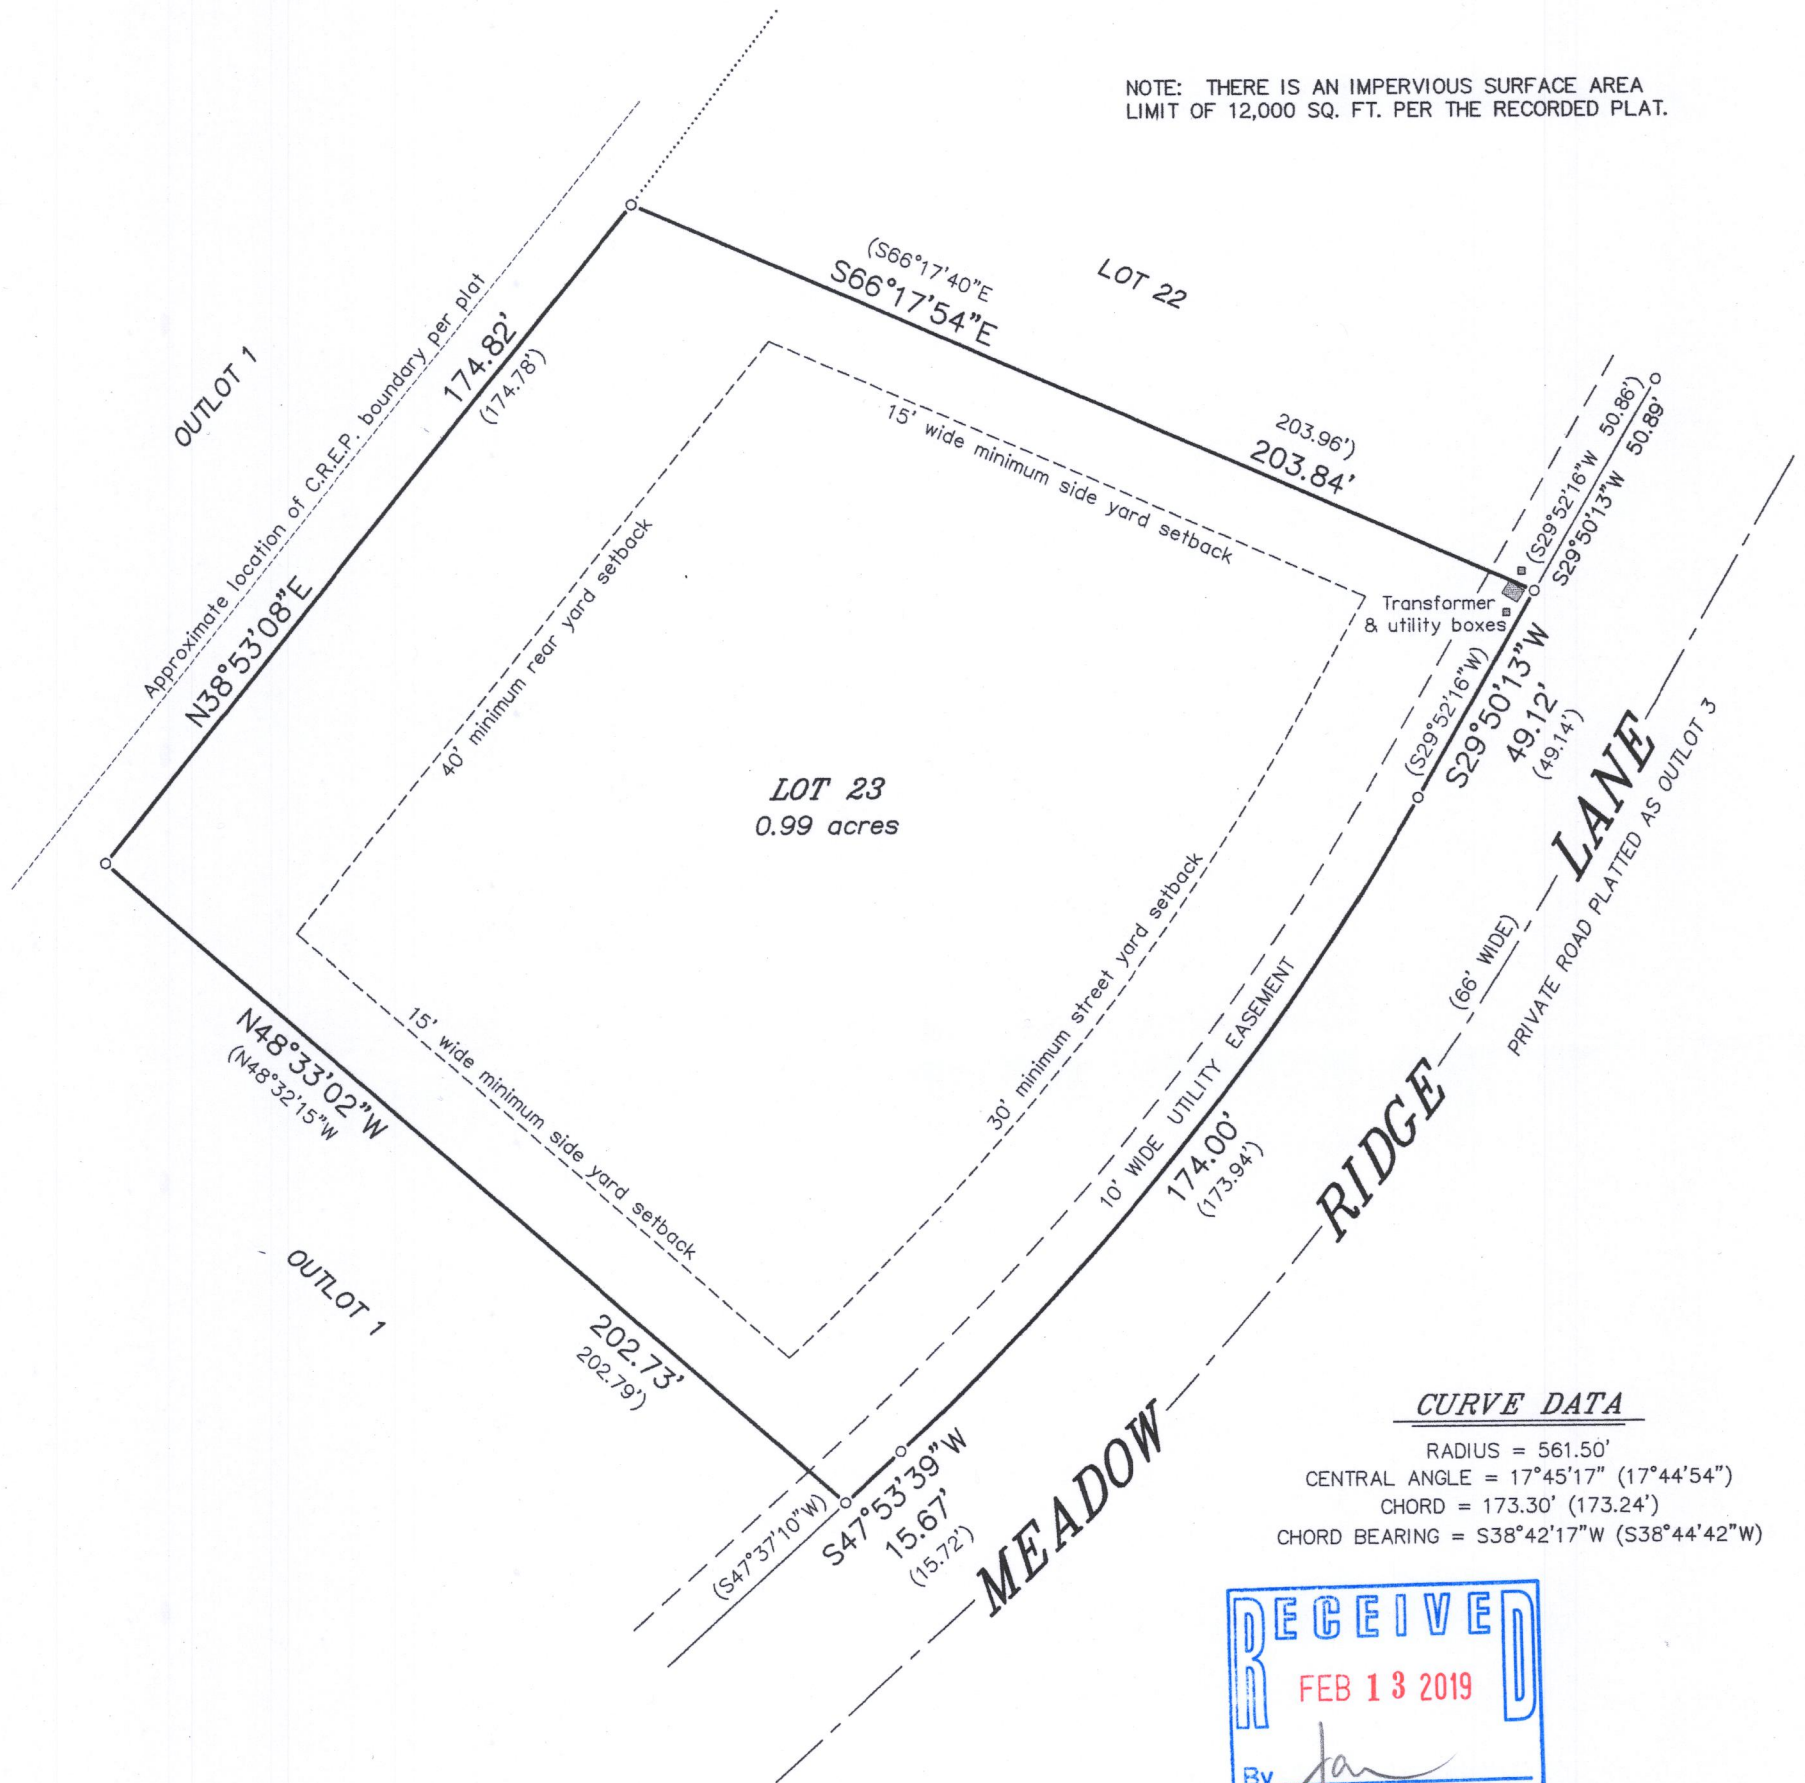 NOTE: THERE IS AN IMPERVIOUS SURFACE AREA
LIMIT OF 12,000 SQ. FT. PER THE RECORDED PLAT.
(S66°17'40"E
S66°17'54"E
LOT 22
203.96')
203.84'
OUTLOT 1
Approximate location of C.R.E.P. boundary per plat
174.82'
(174.78')
N38°53'08"E
15' wide minimum side yard setback
40' minimum rear yard setback
(S29°52'16"W 50.86')
S29°50'13"W 50.89'
Transformer
& utility boxes
(S29°52'16"W)
S29°50'13"W
49.12'
(49.14')
LOT 23
0.99 acres
30' minimum street yard setback
10' WIDE UTILITY EASEMENT
174.00'
(173.94')
MEADOW RIDGE LANE
(66' WIDE)
PRIVATE ROAD PLATTED AS OUTLOT 3
N48°33'02"W
(N48°32'15"W
15' wide minimum side yard setback
OUTLOT 1
202.73'
202.79')
(S47°37'10"W)
S47°53'39"W
15.67'
(15.72')
CURVE DATA
RADIUS = 561.50'
CENTRAL ANGLE = 17°45'17" (17°44'54")
CHORD = 173.30' (173.24')
CHORD BEARING = S38°42'17"W (S38°44'42"W)
RECEIVED
FEB 13 2019
By